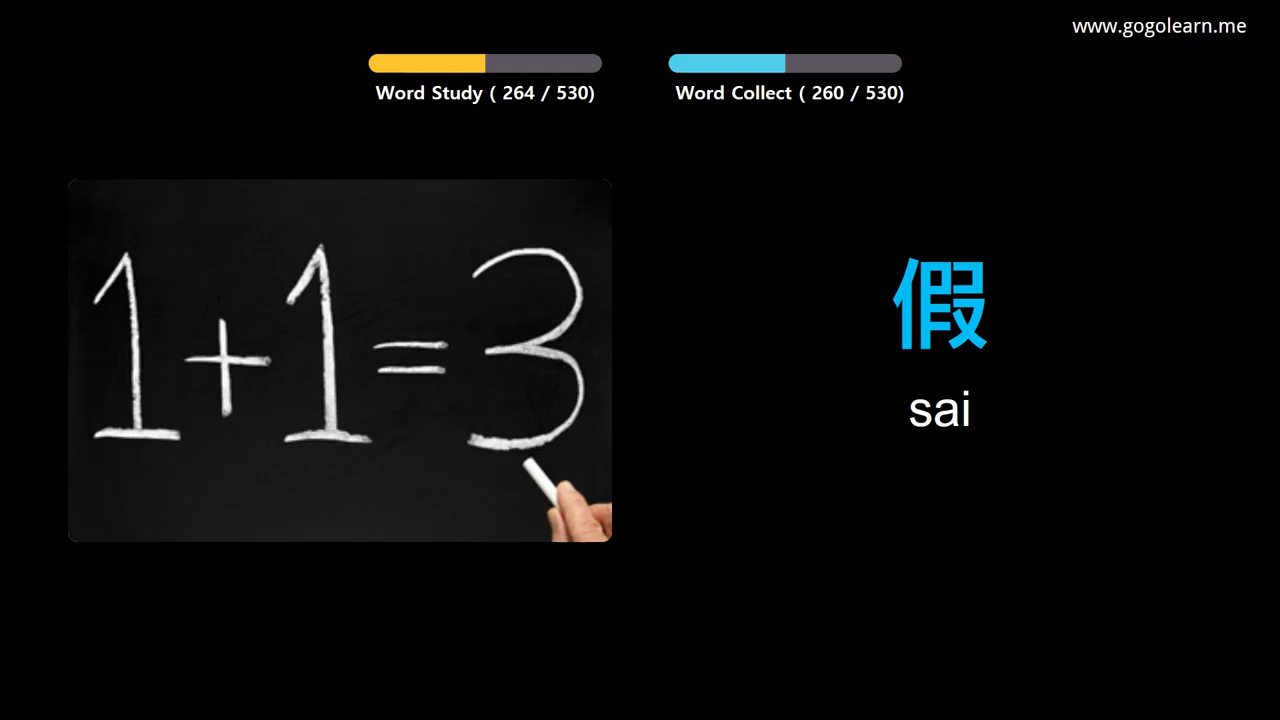 www.gogolearn.me
Word Study ( 264 / 530)
Word Collect ( 260 / 530)
1+1=3
假
sai